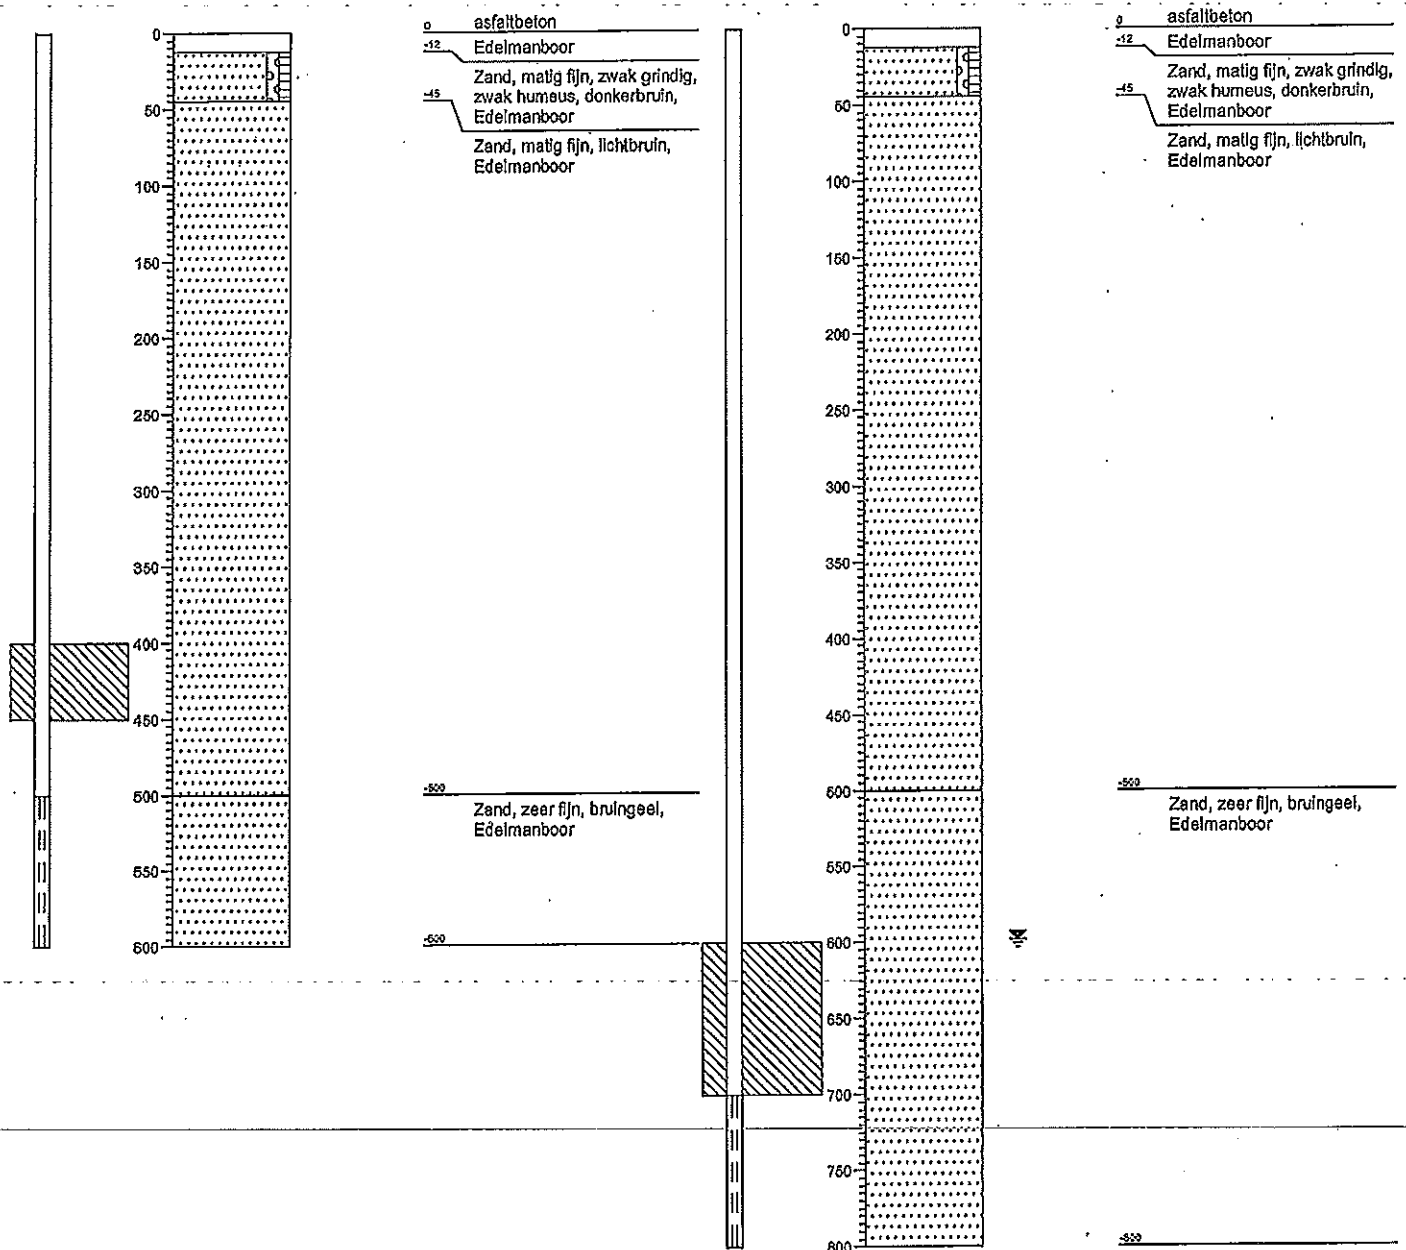 0
50
100
150
200
250
300
350
400
450
500
550
600
0 asfaltbeton
-12 Edelmanboor
Zand, matig fijn, zwak grindig,
-45 zwak humeus, donkerbruin,
Edelmanboor
Zand, matig fijn, lichtbruin,
Edelmanboor
-500
Zand, zeer fijn, bruingeel,
Edelmanboor
-600
0
50
100
150
200
250
300
350
400
450
500
550
600
650
700
750
800
0 asfaltbeton
-12 Edelmanboor
Zand, matig fijn, zwak grindig,
-45 zwak humeus, donkerbruin,
Edelmanboor
Zand, matig fijn, lichtbruin,
Edelmanboor
-500
Zand, zeer fijn, bruingeel,
Edelmanboor
-800